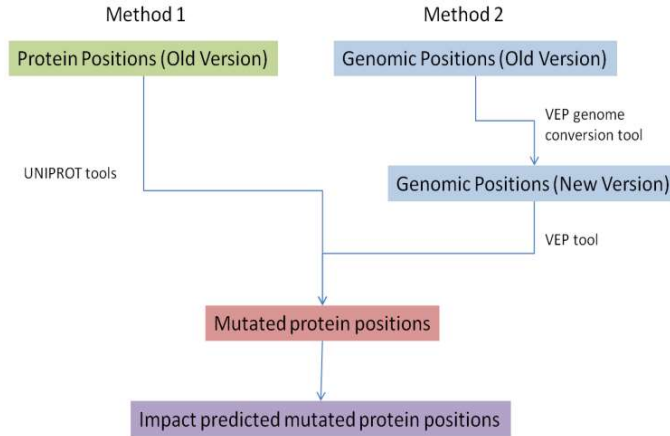 Method 1
Method 2
Protein Positions (Old Version)
Genomic Positions (Old Version)
VEP genome
conversion tool
UNIPROT tools
Genomic Positions (New Version)
VEP tool
Mutated protein positions
Impact predicted mutated protein positions